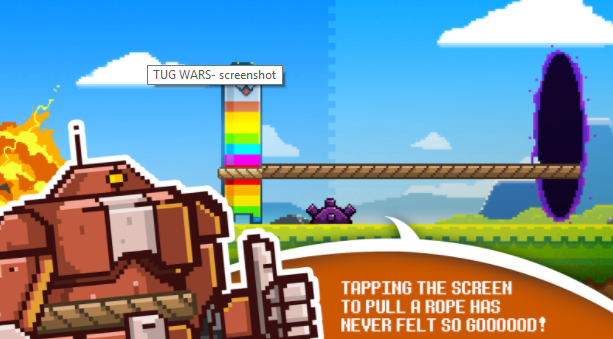 TUG WARS- screenshot
TAPPING THE SCREEN
TO PULL A ROPE HAS
NEVER FELT SO GOOOOOD!